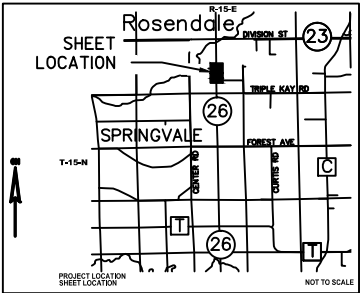 R-15-E
Rosendale
DIVISION ST
23
SHEET
LOCATION
TRIPLE KAY RD
26
SPRINGVALE
FOREST AVE
T-15-N
CENTER RD
CURTIS RD
C
T
26
T
PROJECT LOCATION
SHEET LOCATION
NOT TO SCALE